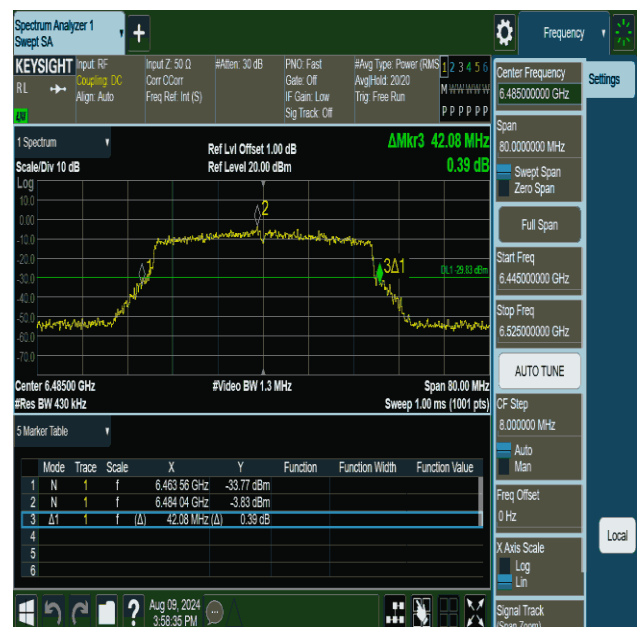 Spectrum Analyzer 1
Swept SA
+
Frequency
KEYSIGHT
RL
Input: RF
Coupling: DC
Align: Auto
Input Z: 50 Ω
Corr CCorr
Freq Ref: Int (S)
#Atten: 30 dB
PNO: Fast
Gate: Off
IF Gain: Low
Sig Track: Off
#Avg Type: Power (RMS
Avg|Hold: 20/20
Trig: Free Run
1 2 3 4 5 6
M W W W W W
P P P P P P
1 Spectrum
Scale/Div 10 dB
Ref Lvl Offset 1.00 dB
Ref Level 20.00 dBm
ΔMkr3 42.08 MHz
0.39 dB
Log
10.0
0.00
-10.0
-20.0
-30.0
-40.0
-50.0
-60.0
-70.0
2
1
3Δ1
DL1 -29.83 dBm
Center 6.48500 GHz
#Video BW 1.3 MHz
Span 80.00 MHz
#Res BW 430 kHz
Sweep 1.00 ms (1001 pts)
5 Marker Table
Mode Trace Scale X Y Function Function Width Function Value
1 N 1 f 6.463 56 GHz -33.77 dBm
2 N 1 f 6.484 04 GHz -3.83 dBm
3 Δ1 1 f (Δ) 42.08 MHz (Δ) 0.39 dB
4
5
6
?
Aug 09, 2024
3:58:35 PM
Center Frequency
6.485000000 GHz
Settings
Span
80.0000000 MHz
Swept Span
Zero Span
Full Span
Start Freq
6.445000000 GHz
Stop Freq
6.525000000 GHz
AUTO TUNE
CF Step
8.000000 MHz
Auto
Man
Freq Offset
0 Hz
X Axis Scale
Log
Lin
Local
Signal Track
(Span Zoom)